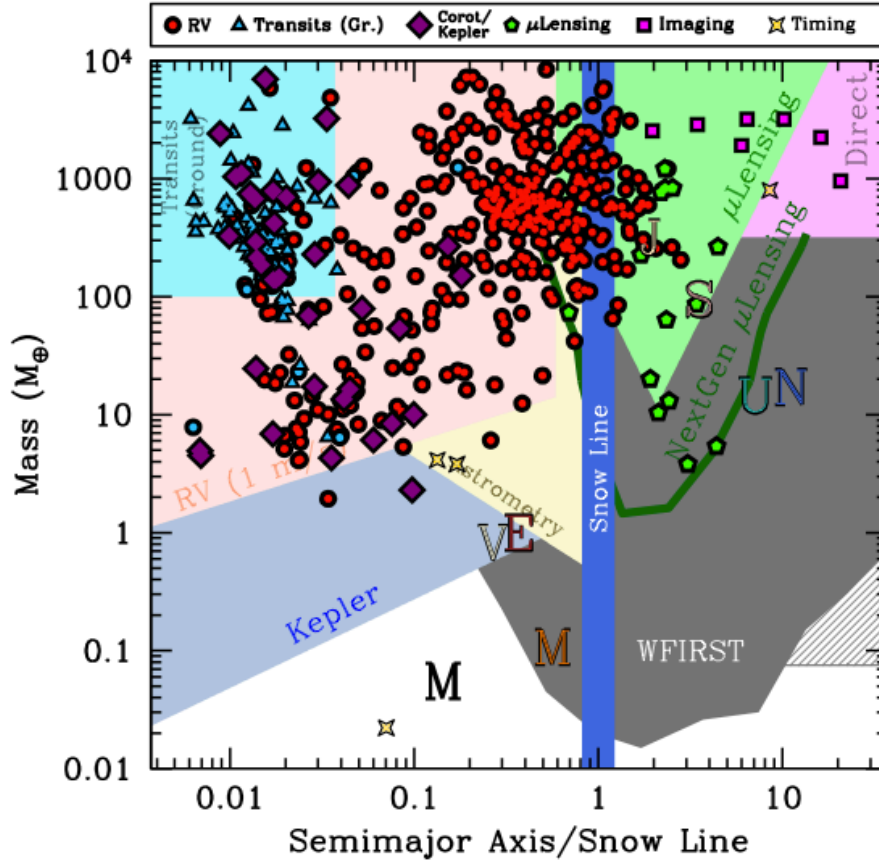 RV Transits (Gr.) Corot/ Kepler μLensing Imaging Timing
10⁴
1000
100
10
1
0.1
0.01
Mass (M⊕)
0.01 0.1 1 10
Semimajor Axis/Snow Line
Transits
(Ground)
μLensing
Direct
NextGen μLensing
RV (1 m/
Astrometry
Snow Line
Kepler
WFIRST
J
S
U N
V E
M
M